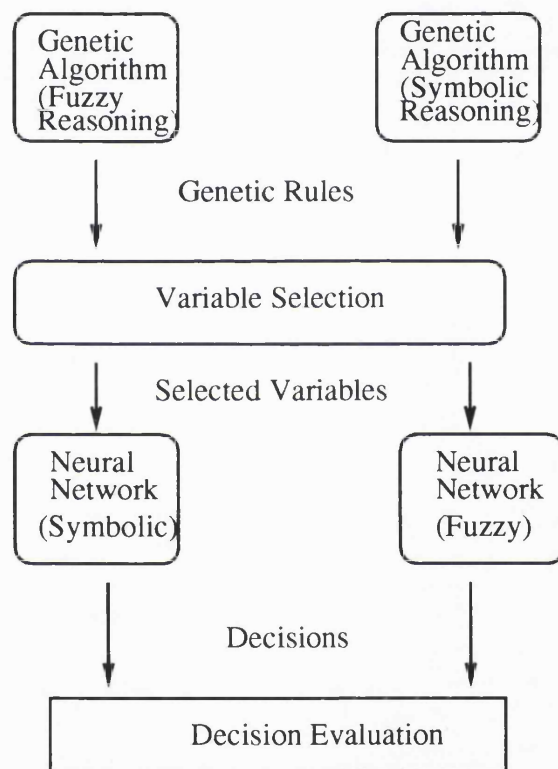 Genetic
Algorithm
(Fuzzy
Reasoning)
Genetic
Algorithm
(Symbolic
Reasoning)
Genetic Rules
Variable Selection
Selected Variables
Neural
Network
(Symbolic)
Neural
Network
(Fuzzy)
Decisions
Decision Evaluation